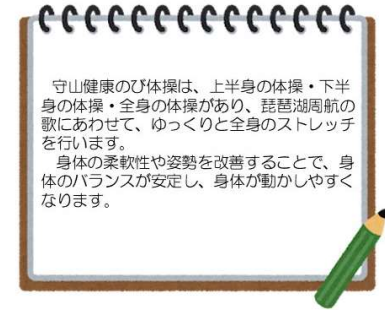 守山健康のび体操は、上半身の体操・下半
身の体操・全身の体操があり、琵琶湖周航の
歌にあわせて、ゆっくりと全身のストレッチ
を行います。
身体の柔軟性や姿勢を改善することで、身
体のバランスが安定し、身体が動かしやすく
なります。